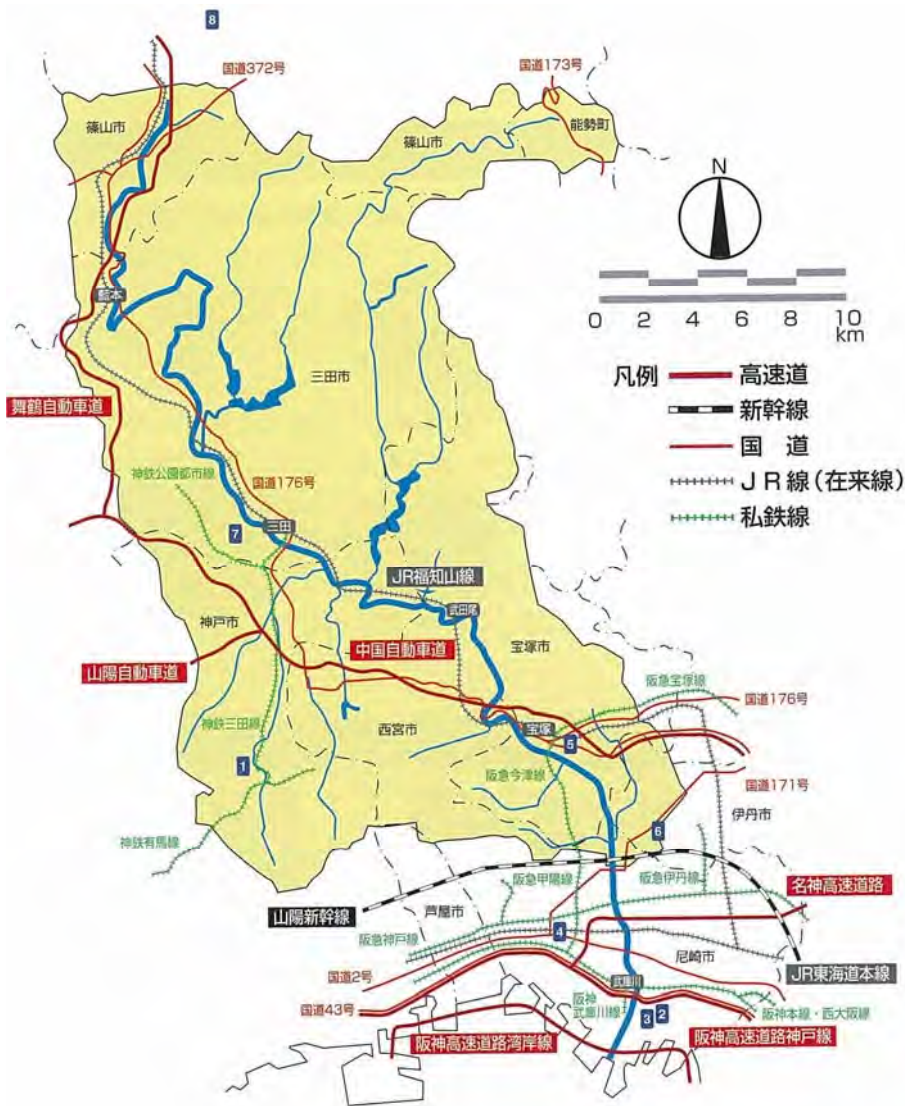 8
国道372号
国道173号
篠山市
篠山市
能勢町
N
藍本
0 2 4 6 8 10
km
三田市
凡例
高速道
舞鶴自動車道
新幹線
国道
神鉄公園都市線
国道176号
JR線(在来線)
7
三田
私鉄線
JR福知山線
武田尾
神戸市
宝塚市
山陽自動車道
中国自動車道
阪急宝塚線
国道176号
神鉄三田線
西宮市
宝塚
5
1
阪急今津線
国道171号
伊丹市
6
神鉄有馬線
阪急甲陽線
阪急伊丹線
名神高速道路
山陽新幹線
芦屋市
4
阪急神戸線
尼崎市
国道2号
武庫川
JR東海道本線
国道43号
阪神
武庫川線
3
2
阪神本線・西大阪線
阪神高速道路湾岸線
阪神高速道路神戸線